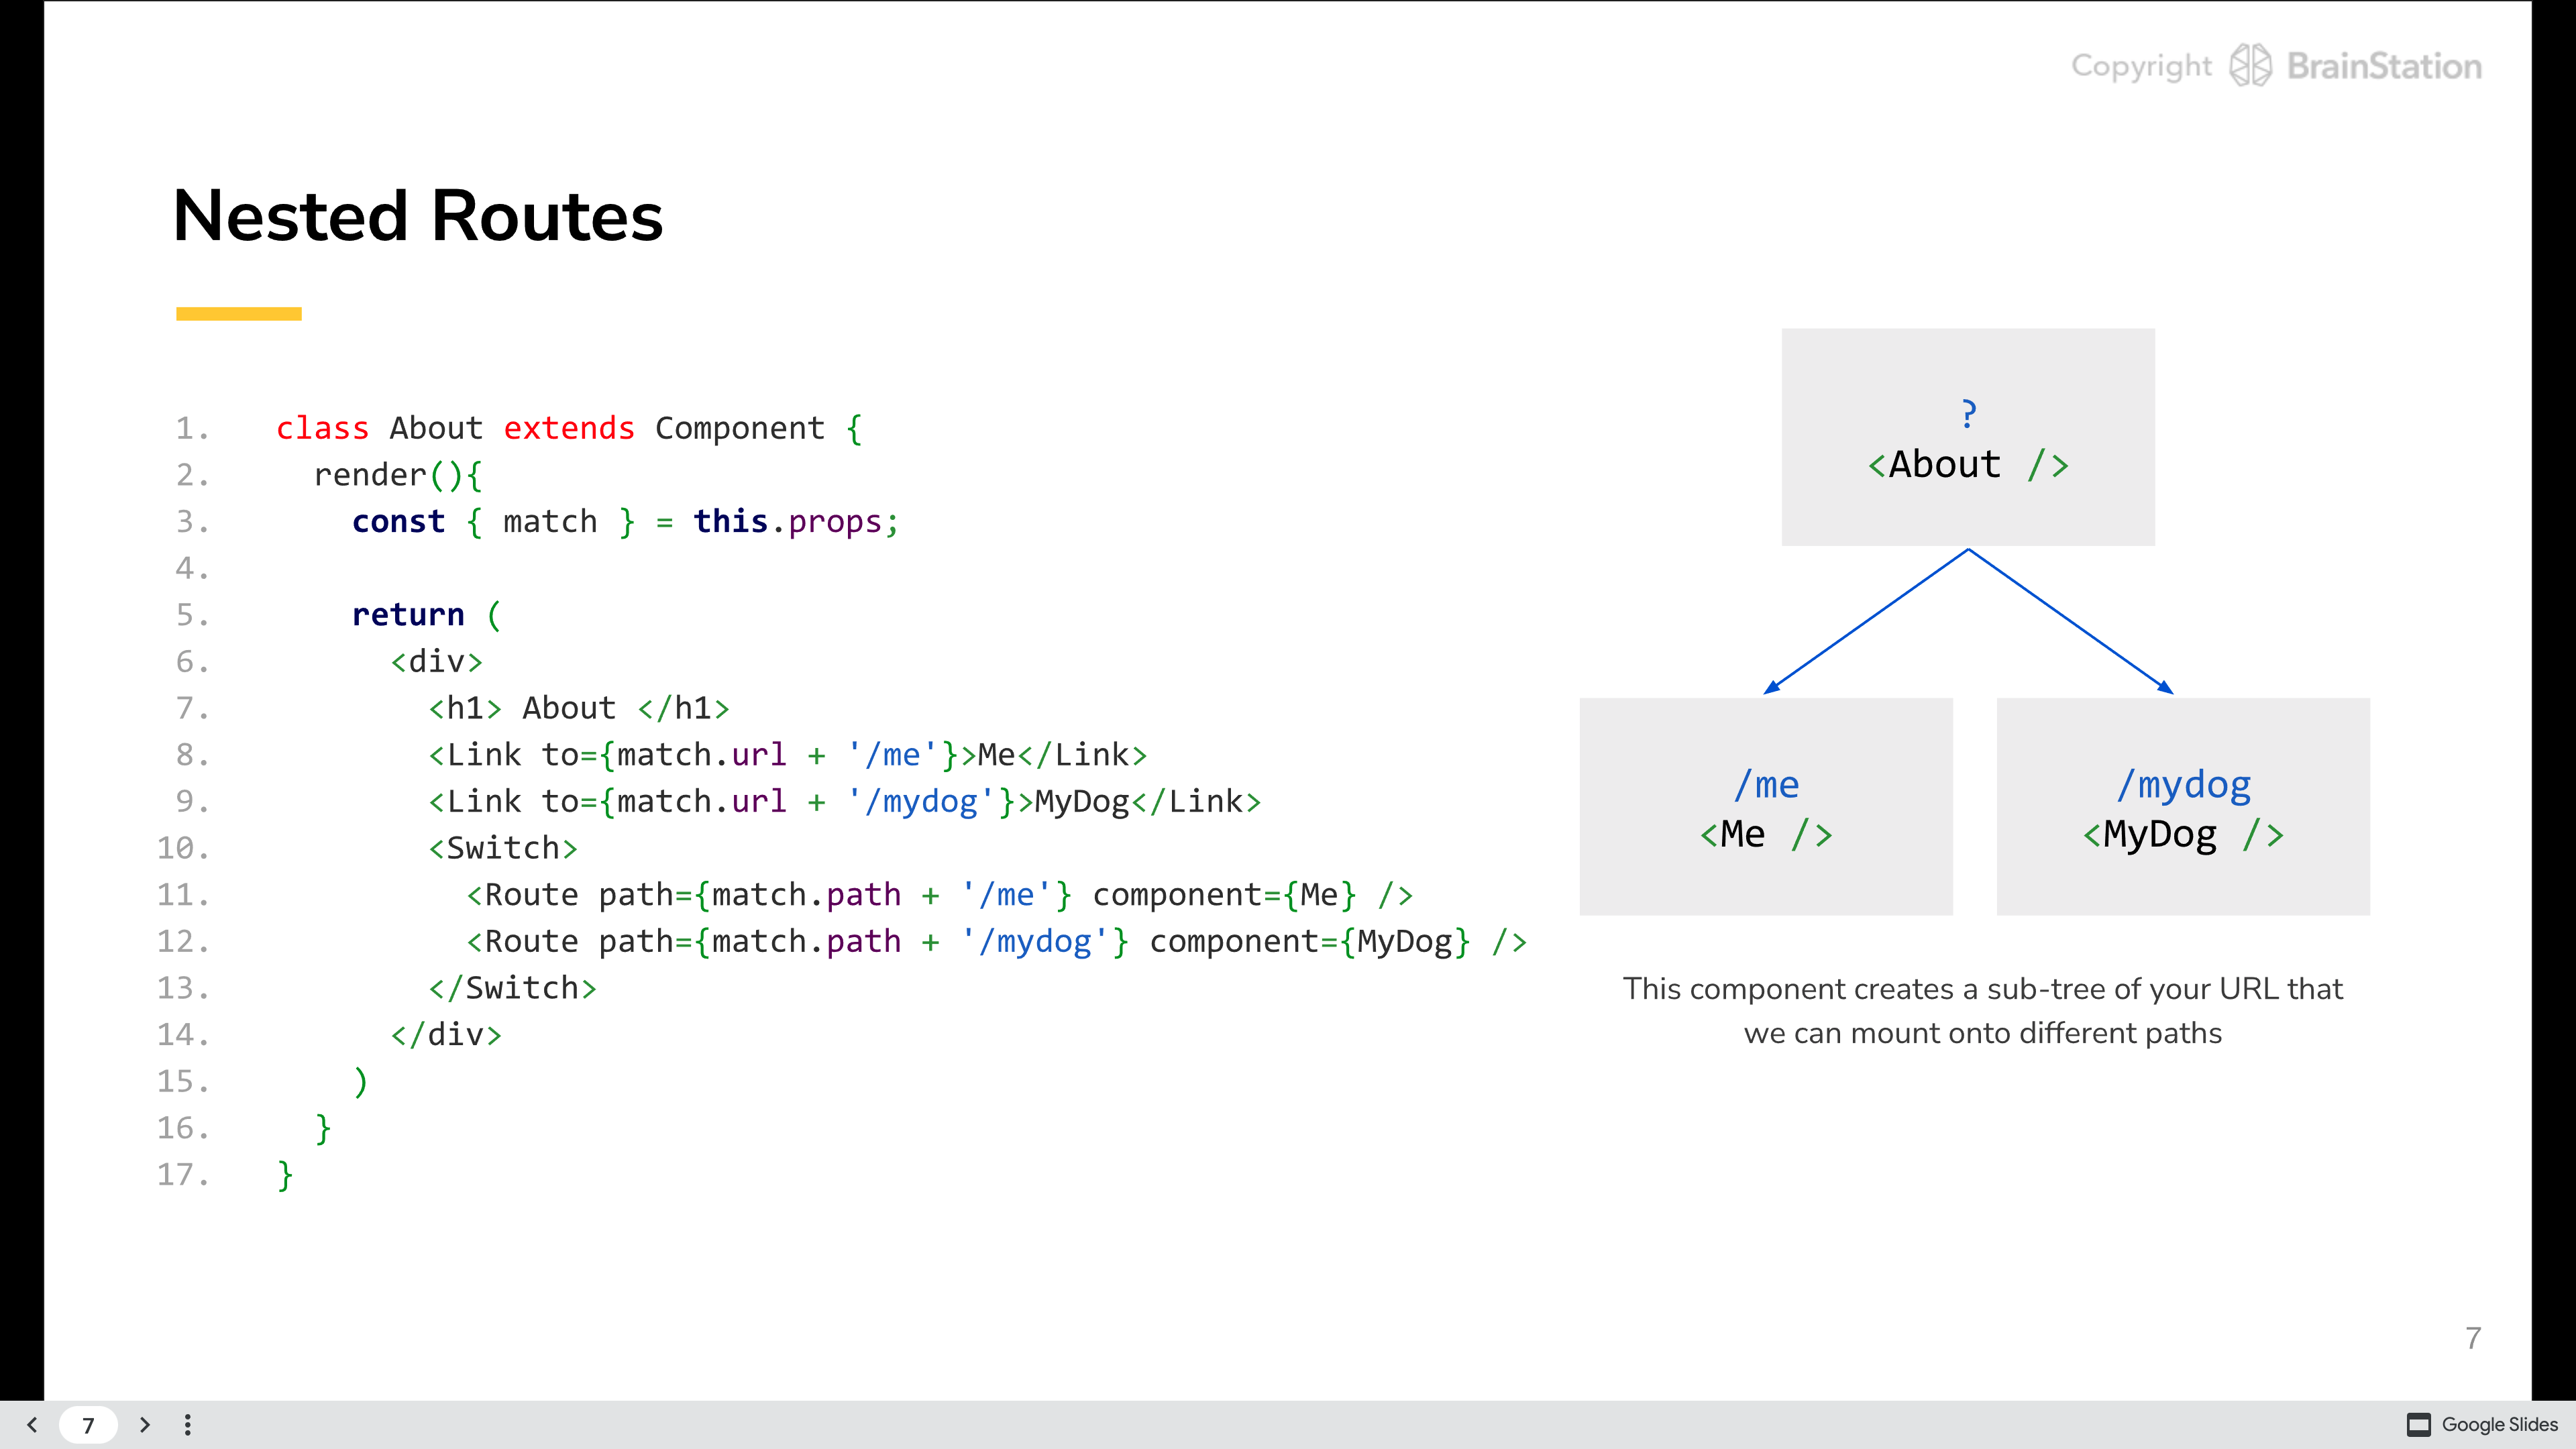 Copyright BrainStation
Nested Routes
1. class About extends Component {
2. render(){
3. const { match } = this.props;
4.
5. return (
6. <div>
7. <h1> About </h1>
8. <Link to={match.url + '/me'}>Me</Link>
9. <Link to={match.url + '/mydog'}>MyDog</Link>
10. <Switch>
11. <Route path={match.path + '/me'} component={Me} />
12. <Route path={match.path + '/mydog'} component={MyDog} />
13. </Switch>
14. </div>
15. )
16. }
17. }
?
<About />
/me
<Me />
/mydog
<MyDog />
This component creates a sub-tree of your URL that
we can mount onto different paths
7
7
Google Slides